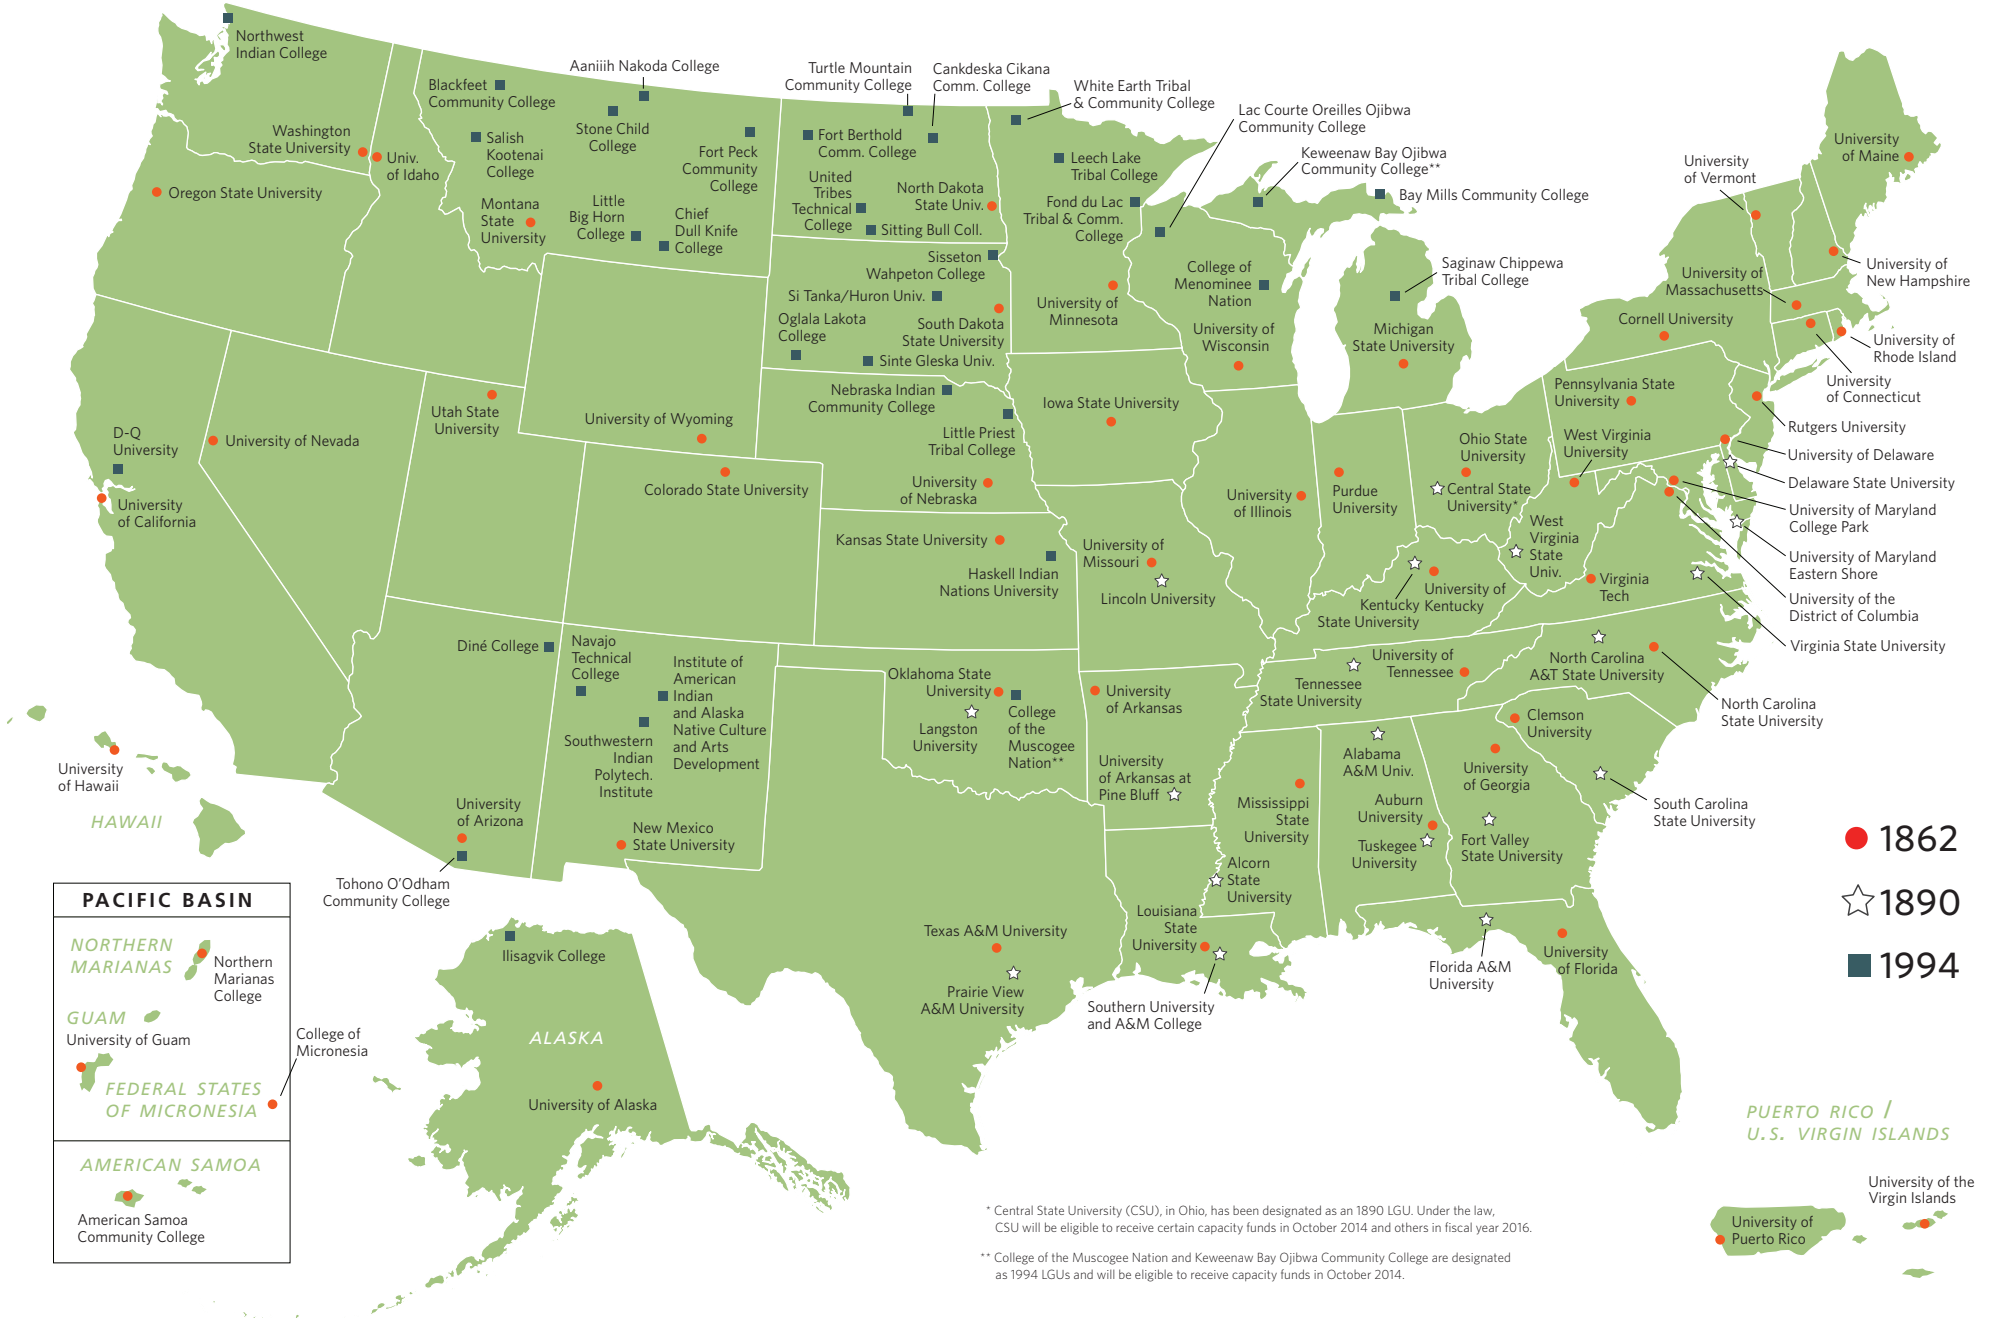 Northwest
Indian College
Washington
State University
Univ.
of Idaho
Oregon State University
Blackfeet
Community College
Aaniiih Nakoda College
Salish
Kootenai
College
Stone Child
College
Fort Peck
Community
College
Montana
State
University
Little
Big Horn
College
Chief
Dull Knife
College
Turtle Mountain
Community College
Cankdeska Cikana
Comm. College
Fort Berthold
Comm. College
United
Tribes
Technical
College
North Dakota
State Univ.
Sitting Bull Coll.
White Earth Tribal
& Community College
Leech Lake
Tribal College
Fond du Lac
Tribal & Comm.
College
Lac Courte Oreilles Ojibwa
Community College
Keweenaw Bay Ojibwa
Community College**
Bay Mills Community College
Saginaw Chippewa
Tribal College
Michigan
State University
College of
Menominee
Nation
University of
Wisconsin
University of
Minnesota
Sisseton
Wahpeton College
Si Tanka/Huron Univ.
Oglala Lakota
College
South Dakota
State University
Sinte Gleska Univ.
Nebraska Indian
Community College
Little Priest
Tribal College
University
of Nebraska
Iowa State University
University of Wyoming
Utah State
University
University of Nevada
D-Q
University
University
of California
Colorado State University
Kansas State University
Haskell Indian
Nations University
University of
Missouri
Lincoln University
University
of Illinois
Purdue
University
Ohio State
University
Central State
University*
West Virginia
University
West
Virginia
State
Univ.
Virginia
Tech
University of
Kentucky
Kentucky
State University
University
of Vermont
University
of Maine
University of
New Hampshire
University of
Massachusetts
Cornell University
University of
Rhode Island
University
of Connecticut
Pennsylvania State
University
Rutgers University
University of Delaware
Delaware State University
University of Maryland
College Park
University of Maryland
Eastern Shore
University of the
District of Columbia
Virginia State University
North Carolina
A&T State University
North Carolina
State University
University of
Tennessee
Tennessee
State University
Clemson
University
South Carolina
State University
University
of Georgia
Fort Valley
State University
Alabama
A&M Univ.
Auburn
University
Tuskegee
University
Mississippi
State
University
Alcorn
State
University
Louisiana
State
University
Southern University
and A&M College
Florida A&M
University
University
of Florida
University
of Arkansas
University
of Arkansas at
Pine Bluff
Oklahoma State
University
Langston
University
College
of the
Muscogee
Nation**
Texas A&M University
Prairie View
A&M University
Diné College
Navajo
Technical
College
Institute of
American
Indian
and Alaska
Native Culture
and Arts
Development
Southwestern
Indian
Polytech.
Institute
New Mexico
State University
University
of Arizona
Tohono O’Odham
Community College
University
of Hawaii
HAWAII
Ilisagvik College
ALASKA
University of Alaska
PACIFIC BASIN
NORTHERN
MARIANAS
Northern
Marianas
College
GUAM
University of Guam
College of
Micronesia
FEDERAL STATES
OF MICRONESIA
AMERICAN SAMOA
American Samoa
Community College
1862
1890
1994
PUERTO RICO /
U.S. VIRGIN ISLANDS
University of the
Virgin Islands
University of
Puerto Rico
* Central State University (CSU), in Ohio, has been designated as an 1890 LGU. Under the law,
CSU will be eligible to receive certain capacity funds in October 2014 and others in fiscal year 2016.
** College of the Muscogee Nation and Keweenaw Bay Ojibwa Community College are designated
as 1994 LGUs and will be eligible to receive capacity funds in October 2014.